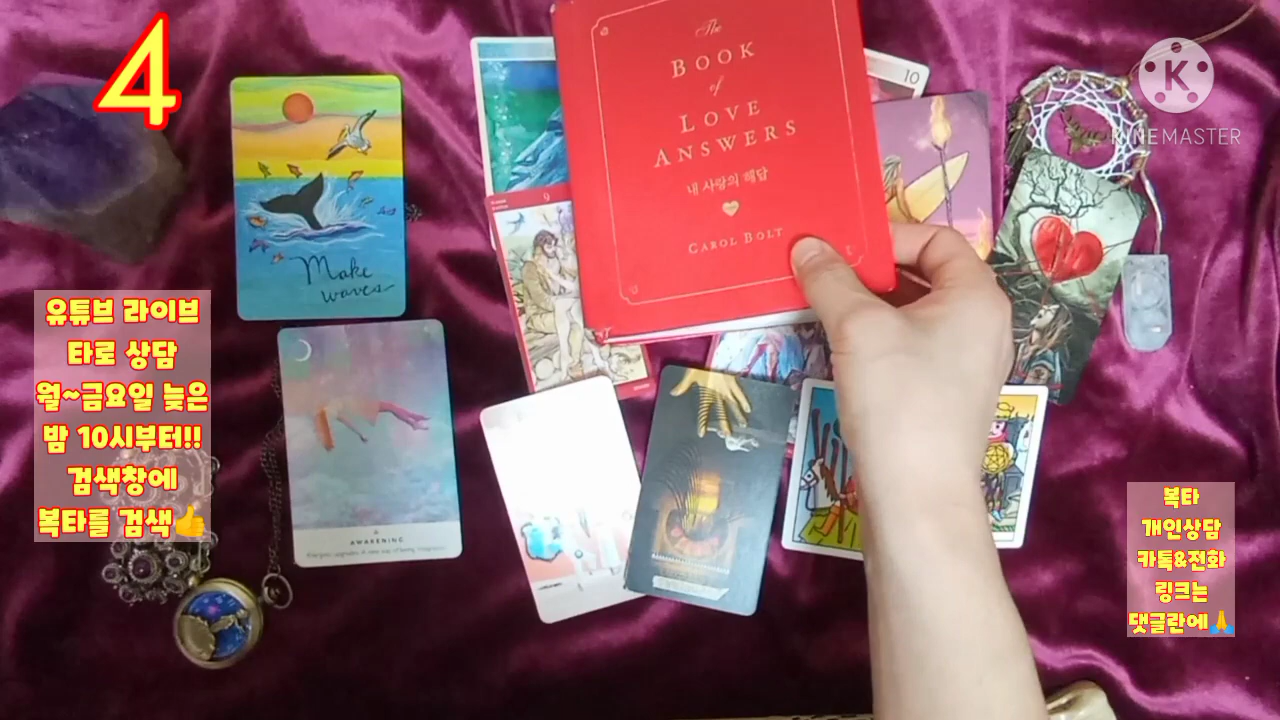 4
The
BOOK
of
LOVE
ANSWERS
내 사랑의 해답
CAROL BOLT
10
9
K
KINEMASTER
Make
waves
AWAKENING
유튜브 라이브
타로 상담
월~금요일 늦은
밤 10시부터!!
검색창에
복타를 검색👍
복타
개인상담
카톡&전화
링크는
댓글란에🙏